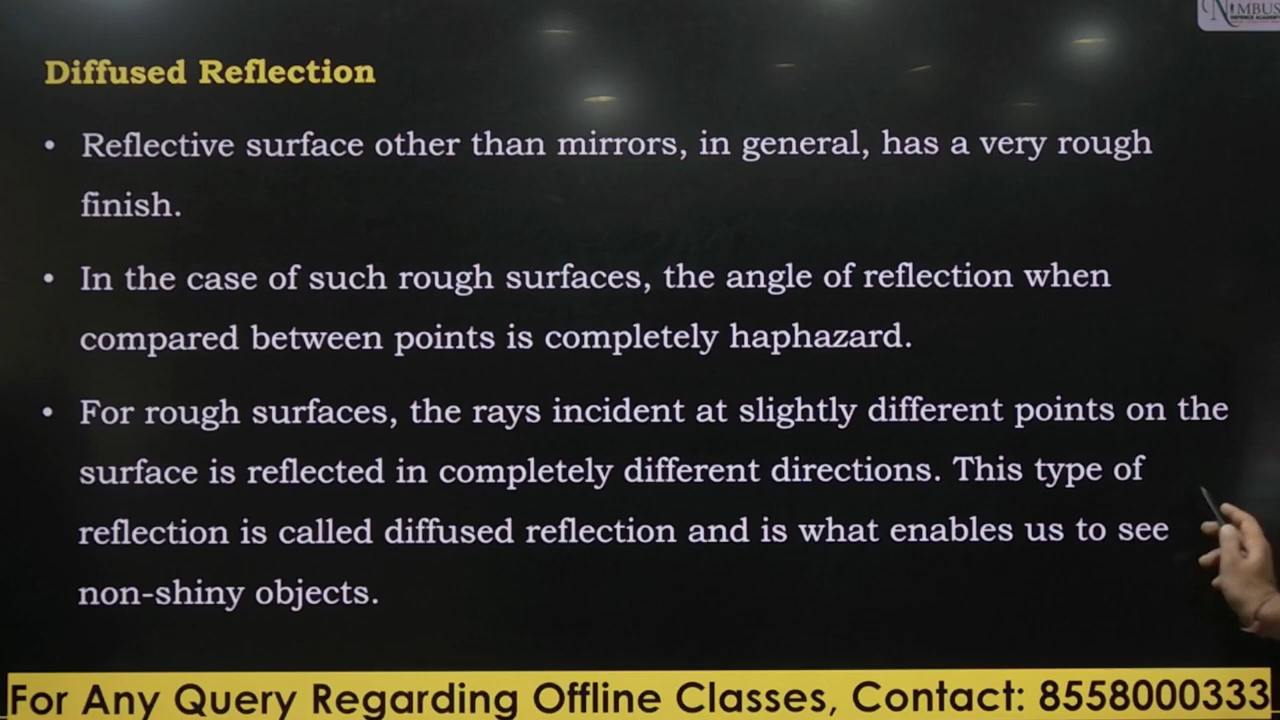 NIMBUS
DEFENCE ACADEMY
Diffused Reflection
• Reflective surface other than mirrors, in general, has a very rough
finish.
• In the case of such rough surfaces, the angle of reflection when
compared between points is completely haphazard.
• For rough surfaces, the rays incident at slightly different points on the
surface is reflected in completely different directions. This type of
reflection is called diffused reflection and is what enables us to see
non-shiny objects.
For Any Query Regarding Offline Classes, Contact: 8558000333